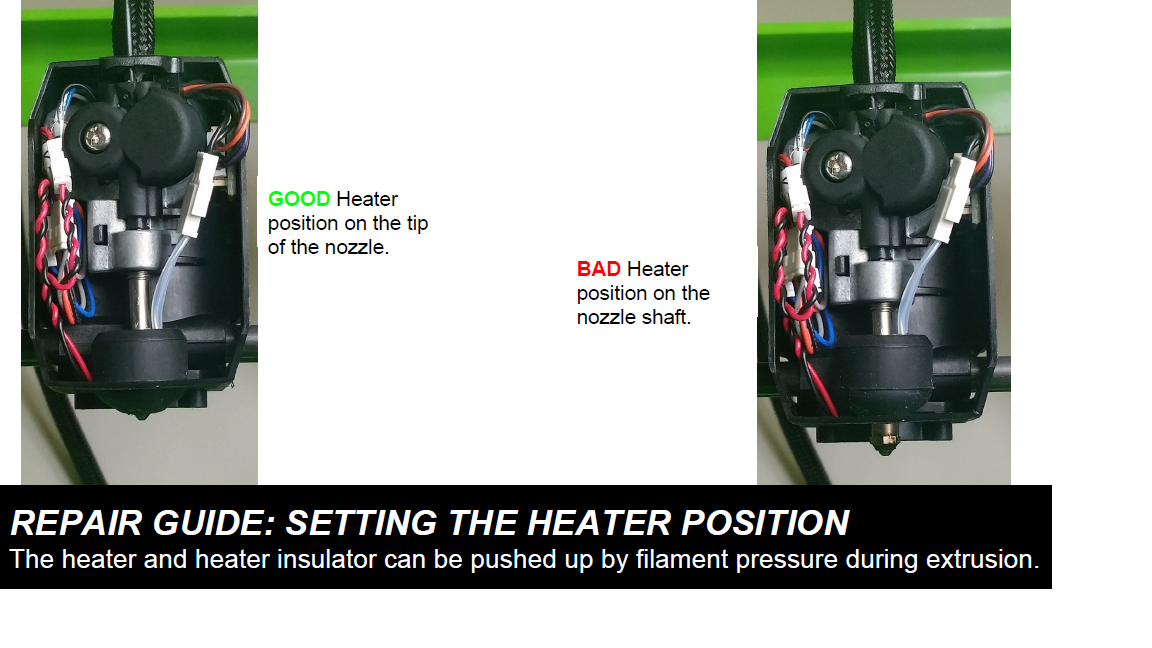 GOOD Heater
position on the tip
of the nozzle.
BAD Heater
position on the
nozzle shaft.
REPAIR GUIDE: SETTING THE HEATER POSITION
The heater and heater insulator can be pushed up by filament pressure during extrusion.